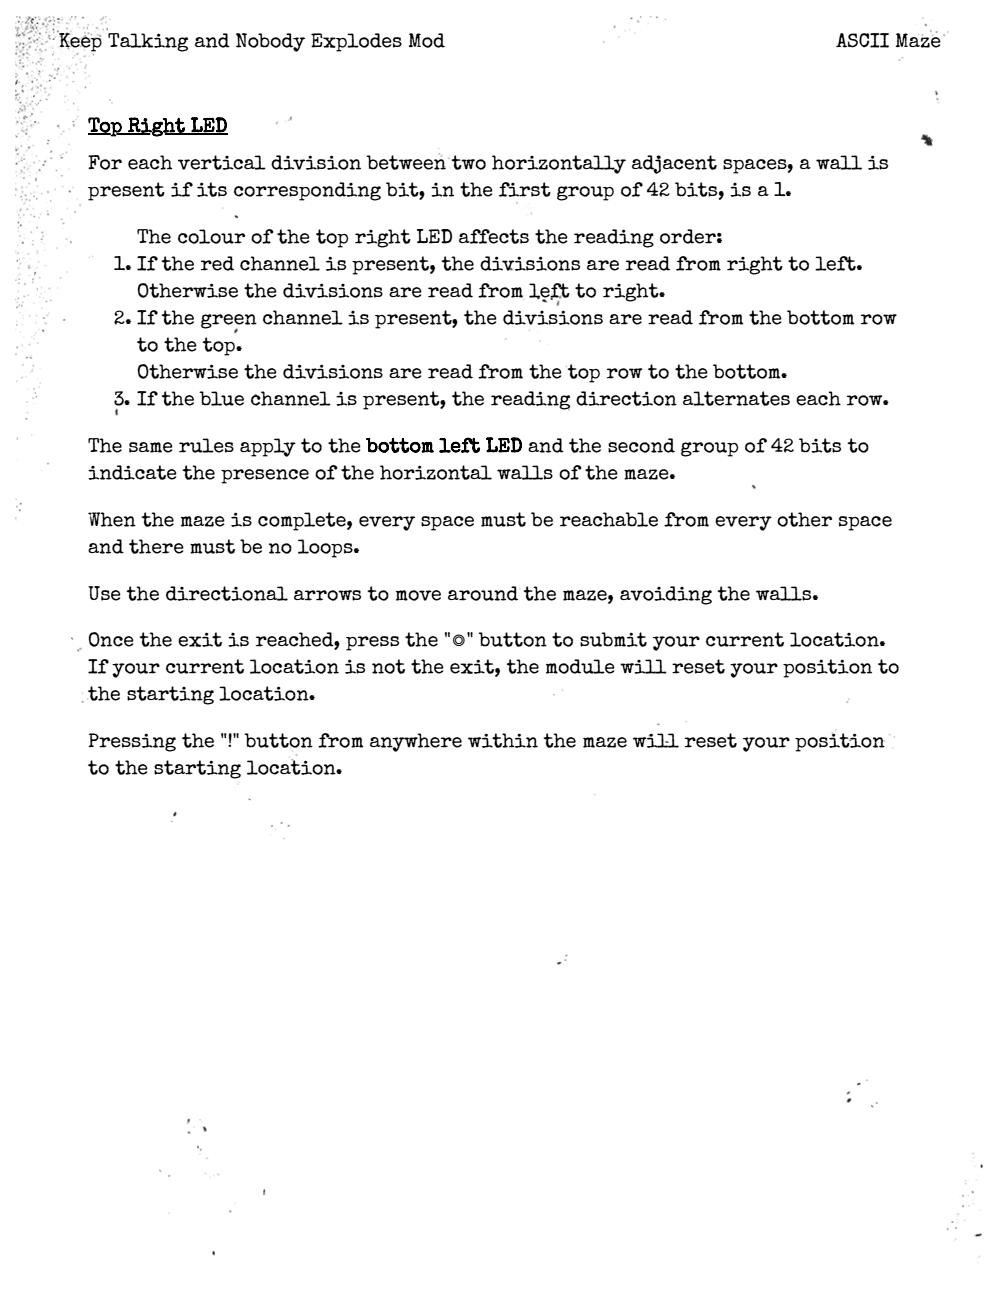 Keep Talking and Nobody Explodes Mod
ASCII Maze
Top Right LED
For each vertical division between two horizontally adjacent spaces, a wall is
present if its corresponding bit, in the first group of 42 bits, is a 1.
The colour of the top right LED affects the reading order:
1. If the red channel is present, the divisions are read from right to left.
Otherwise the divisions are read from left to right.
2. If the green channel is present, the divisions are read from the bottom row
to the top.
Otherwise the divisions are read from the top row to the bottom.
3. If the blue channel is present, the reading direction alternates each row.
The same rules apply to the bottom left LED and the second group of 42 bits to
indicate the presence of the horizontal walls of the maze.
When the maze is complete, every space must be reachable from every other space
and there must be no loops.
Use the directional arrows to move around the maze, avoiding the walls.
Once the exit is reached, press the "◎" button to submit your current location.
If your current location is not the exit, the module will reset your position to
the starting location.
Pressing the "!" button from anywhere within the maze will reset your position
to the starting location.